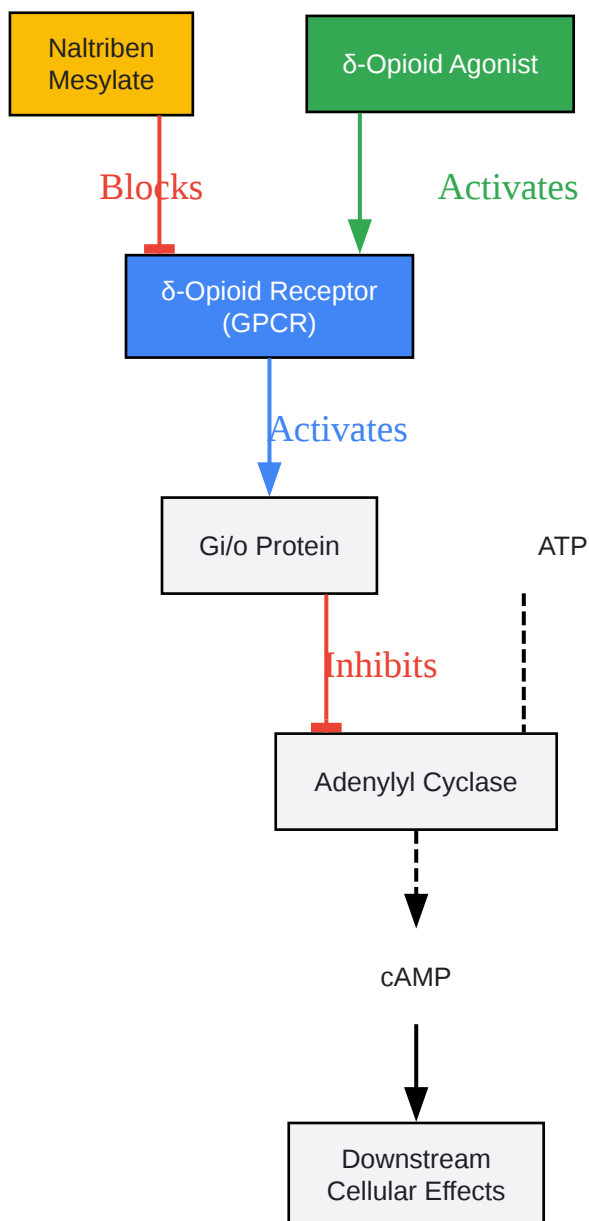 Naltriben
Mesylate
δ-Opioid Agonist
Blocks
Activates
δ-Opioid Receptor
(GPCR)
Activates
Gi/o Protein
ATP
Inhibits
Adenylyl Cyclase
cAMP
Downstream
Cellular Effects